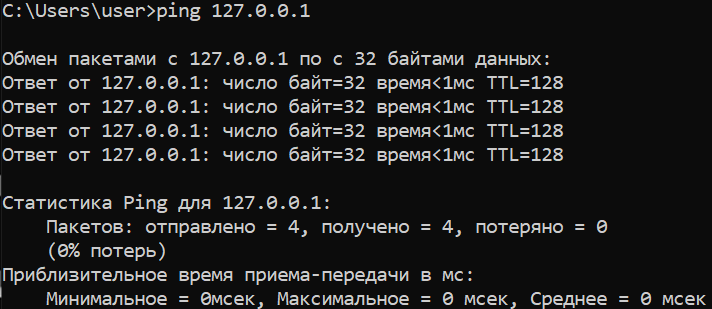 C:\Users\user>ping 127.0.0.1
Обмен пакетами с 127.0.0.1 по с 32 байтами данных:
Ответ от 127.0.0.1: число байт=32 время<1мс TTL=128
Ответ от 127.0.0.1: число байт=32 время<1мс TTL=128
Ответ от 127.0.0.1: число байт=32 время<1мс TTL=128
Ответ от 127.0.0.1: число байт=32 время<1мс TTL=128
Статистика Ping для 127.0.0.1:
Пакетов: отправлено = 4, получено = 4, потеряно = 0
(0% потерь)
Приблизительное время приема-передачи в мс:
Минимальное = 0мсек, Максимальное = 0 мсек, Среднее = 0 мсек